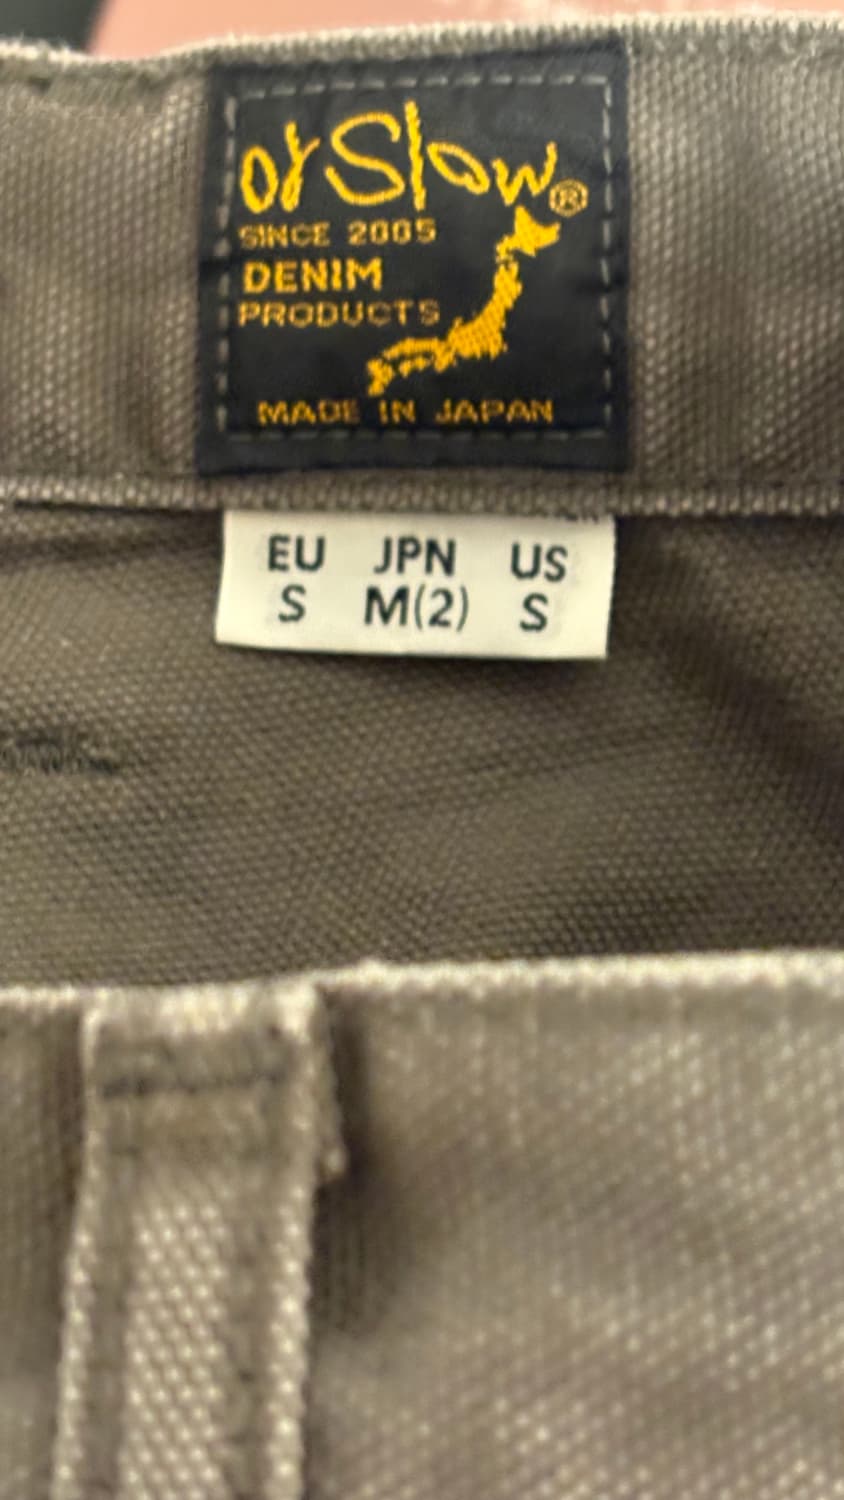 orSlow®
SINCE 2005
DENIM
PRODUCTS
MADE IN JAPAN
EU JPN US
S M(2) S